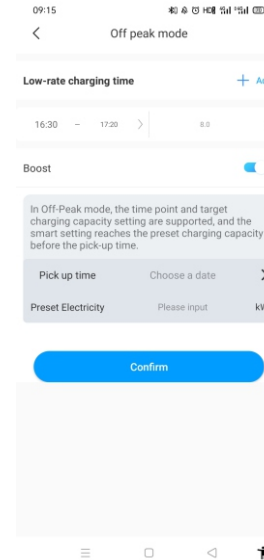 09:15
Off peak mode
Low-rate charging time
16:30 – 17:20 8.0
Boost
In Off-Peak mode, the time point and target
charging capacity setting are supported, and the
smart setting reaches the preset charging capacity
before the pick-up time.
Pick up time Choose a date
Preset Electricity Please input
Confirm